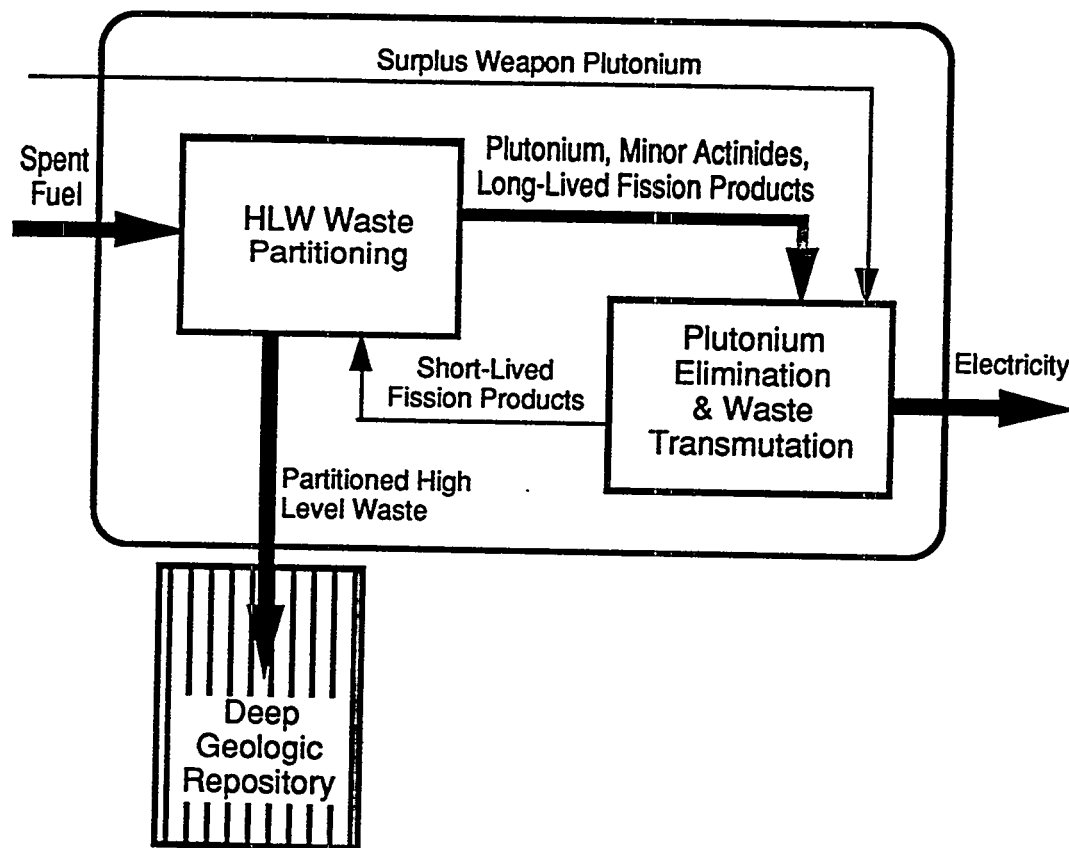 Surplus Weapon Plutonium
Spent
Fuel
HLW Waste
Partitioning
Plutonium, Minor Actinides,
Long-Lived Fission Products
Plutonium
Elimination
& Waste
Transmutation
Electricity
Short-Lived
Fission Products
Partitioned High
Level Waste
Deep
Geologic
Repository